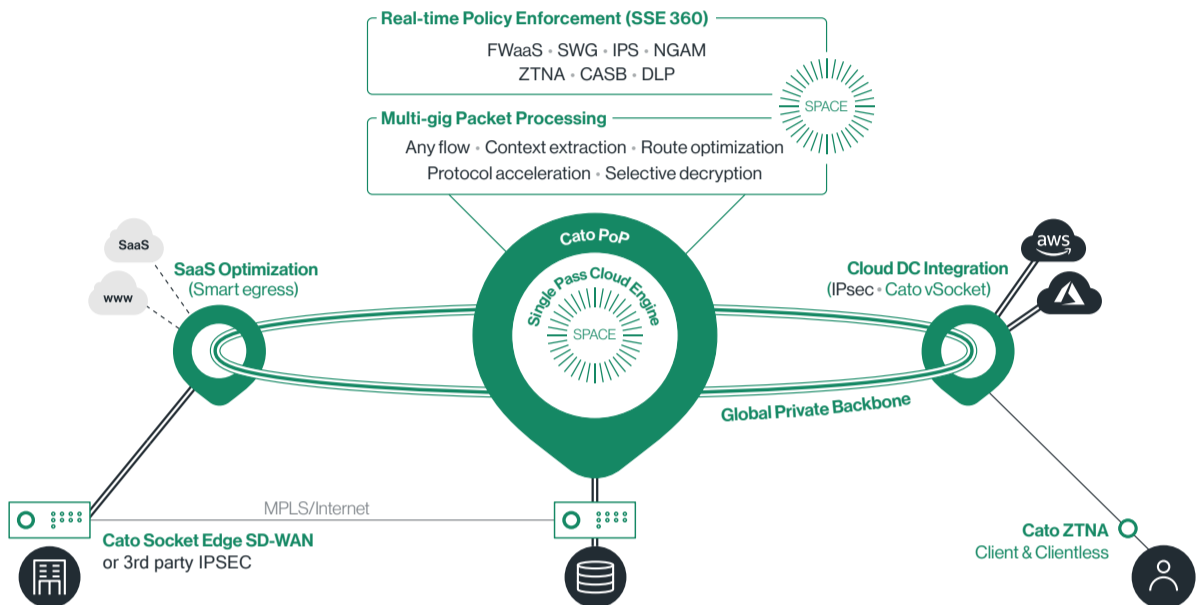 Real-time Policy Enforcement (SSE 360)
FWaaS • SWG • IPS • NGAM
ZTNA • CASB • DLP
SPACE
Multi-gig Packet Processing
Any flow • Context extraction • Route optimization
Protocol acceleration • Selective decryption
Cato PoP
Single Pass Cloud Engine
SPACE
SaaS
www
SaaS Optimization
(Smart egress)
aws
Cloud DC Integration
(IPsec • Cato vSocket)
Global Private Backbone
MPLS/Internet
Cato Socket Edge SD-WAN
or 3rd party IPSEC
Cato ZTNA
Client & Clientless